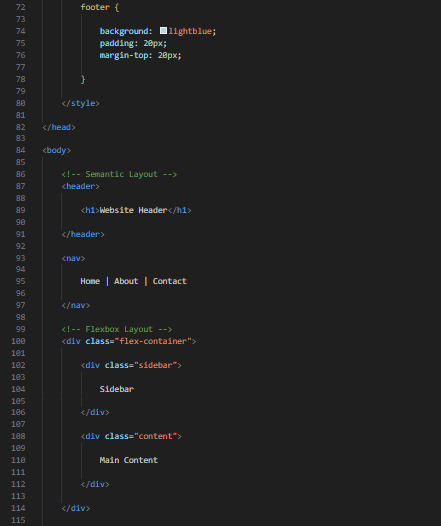 72 footer {
73
74 background: lightblue;
75 padding: 20px;
76 margin-top: 20px;
77
78 }
79
80 </style>
81
82 </head>
83
84 <body>
85
86 <!-- Semantic Layout -->
87 <header>
88
89 <h1>Website Header</h1>
90
91 </header>
92
93 <nav>
94
95 Home | About | Contact
96
97 </nav>
98
99 <!-- Flexbox Layout -->
100 <div class="flex-container">
101
102 <div class="sidebar">
103
104 Sidebar
105
106 </div>
107
108 <div class="content">
109
110 Main Content
111
112 </div>
113
114 </div>
115